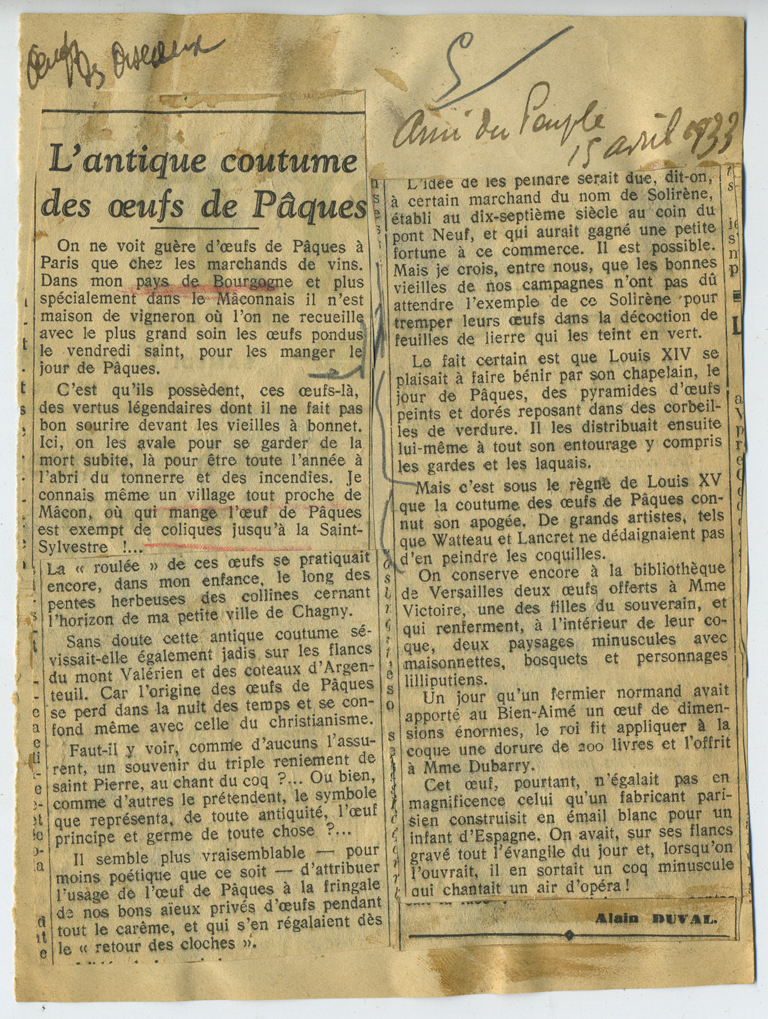 Ami du Peuple
15 avril 1933
L'antique coutume
des œufs de Pâques
On ne voit guère d'œufs de Pâques à
Paris que chez les marchands de vins.
Dans mon pays de Bourgogne et plus
spécialement dans le Mâconnais il n'est
maison de vigneron où l'on ne recueille
avec le plus grand soin les œufs pondus
le vendredi saint, pour les manger le
jour de Pâques.
C'est qu'ils possèdent, ces œufs-là,
des vertus légendaires dont il ne fait pas
bon sourire devant les vieilles à bonnet.
Ici, on les avale pour se garder de la
mort subite, là pour être toute l'année à
l'abri du tonnerre et des incendies. Je
connais même un village tout proche de
Mâcon, où qui mange l'œuf de Pâques
est exempt de coliques jusqu'à la Saint-
Sylvestre !...
La « roulée » de ces œufs se pratiquait
encore, dans mon enfance, le long des
pentes herbeuses des collines cernant
l'horizon de ma petite ville de Chagny.
Sans doute cette antique coutume sé-
vissait-elle également jadis sur les flancs
du mont Valérien et des coteaux d'Argen-
teuil. Car l'origine des œufs de Pâques
se perd dans la nuit des temps et se con-
fond même avec celle du christianisme.
Faut-il y voir, comme d'aucuns l'assu-
rent, un souvenir du triple reniement de
saint Pierre, au chant du coq ?... Ou bien,
comme d'autres le prétendent, le symbole
que représenta, de toute antiquité, l'œuf
principe et germe de toute chose ?...
Il semble plus vraisemblable — pour
moins poétique que ce soit — d'attribuer
l'usage de l'œuf de Pâques à la fringale
de nos bons aïeux privés d'œufs pendant
tout le carême, et qui s'en régalaient dès
le « retour des cloches ».
L'idée de les peindre serait due, dit-on,
à certain marchand du nom de Solirène,
établi au dix-septième siècle au coin du
pont Neuf, et qui aurait gagné une petite
fortune à ce commerce. Il est possible.
Mais je crois, entre nous, que les bonnes
vieilles de nos campagnes n'ont pas dû
attendre l'exemple de ce Solirène pour
tremper leurs œufs dans la décoction de
feuilles de lierre qui les teint en vert.
Le fait certain est que Louis XIV se
plaisait à faire bénir par son chapelain, le
jour de Pâques, des pyramides d'œufs
peints et dorés reposant dans des corbeil-
les de verdure. Il les distribuait ensuite
lui-même à tout son entourage y compris
les gardes et les laquais.
Mais c'est sous le règne de Louis XV
que la coutume des œufs de Pâques con-
nut son apogée. De grands artistes, tels
que Watteau et Lancret ne dédaignaient pas
d'en peindre les coquilles.
On conserve encore à la bibliothèque
de Versailles deux œufs offerts à Mme
Victoire, une des filles du souverain, et
qui renferment, à l'intérieur de leur co-
que, deux paysages minuscules avec
maisonnettes, bosquets et personnages
lilliputiens.
Un jour qu'un fermier normand avait
apporté au Bien-Aimé un œuf de dimen-
sions énormes, le roi fit appliquer à la
coque une dorure de 200 livres et l'offrit
à Mme Dubarry.
Cet œuf, pourtant, n'égalait pas en
magnificence celui qu'un fabricant pari-
sien construisit en émail blanc pour un
infant d'Espagne. On avait, sur ses flancs
gravé tout l'évangile du jour et, lorsqu'on
l'ouvrait, il en sortait un coq minuscule
qui chantait un air d'opéra !
Alain DUVAL.